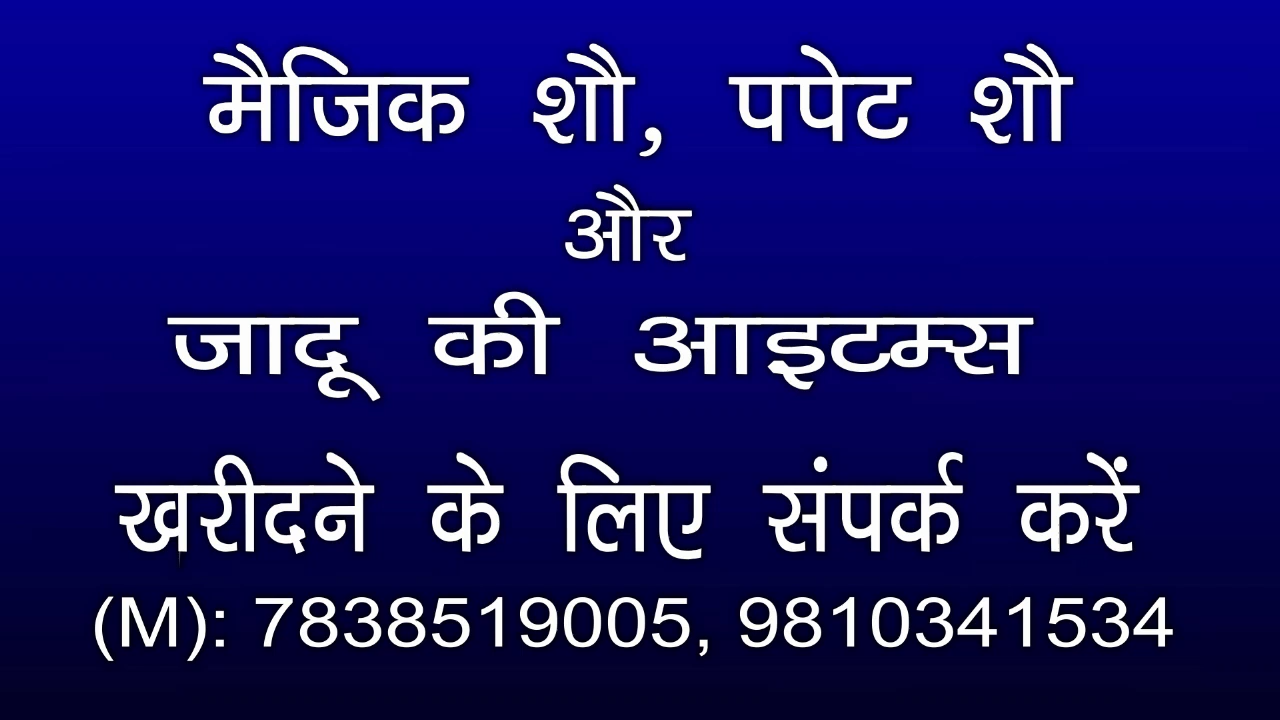 मैजिक शौ, पपेट शौ
और
जादू की आइटम्स
खरीदने के लिए संपर्क करें
(M): 7838519005, 9810341534